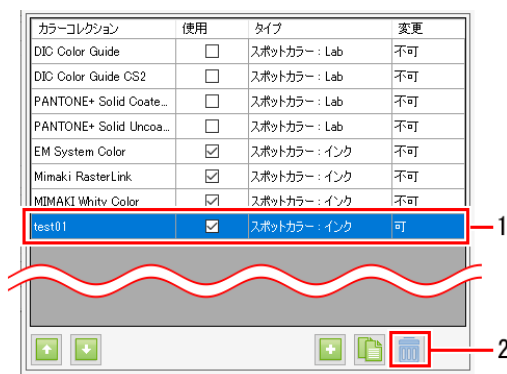 カラーコレクション 使用 タイプ 変更
DIC Color Guide スポットカラー : Lab 不可
DIC Color Guide CS2 スポットカラー : Lab 不可
PANTONE+ Solid Coate... スポットカラー : Lab 不可
PANTONE+ Solid Uncoa... スポットカラー : Lab 不可
EM System Color スポットカラー : インク 不可
Mimaki RasterLink スポットカラー : インク 不可
MIMAKI Whity Color スポットカラー : インク 不可
test01 スポットカラー : インク 可 1
2